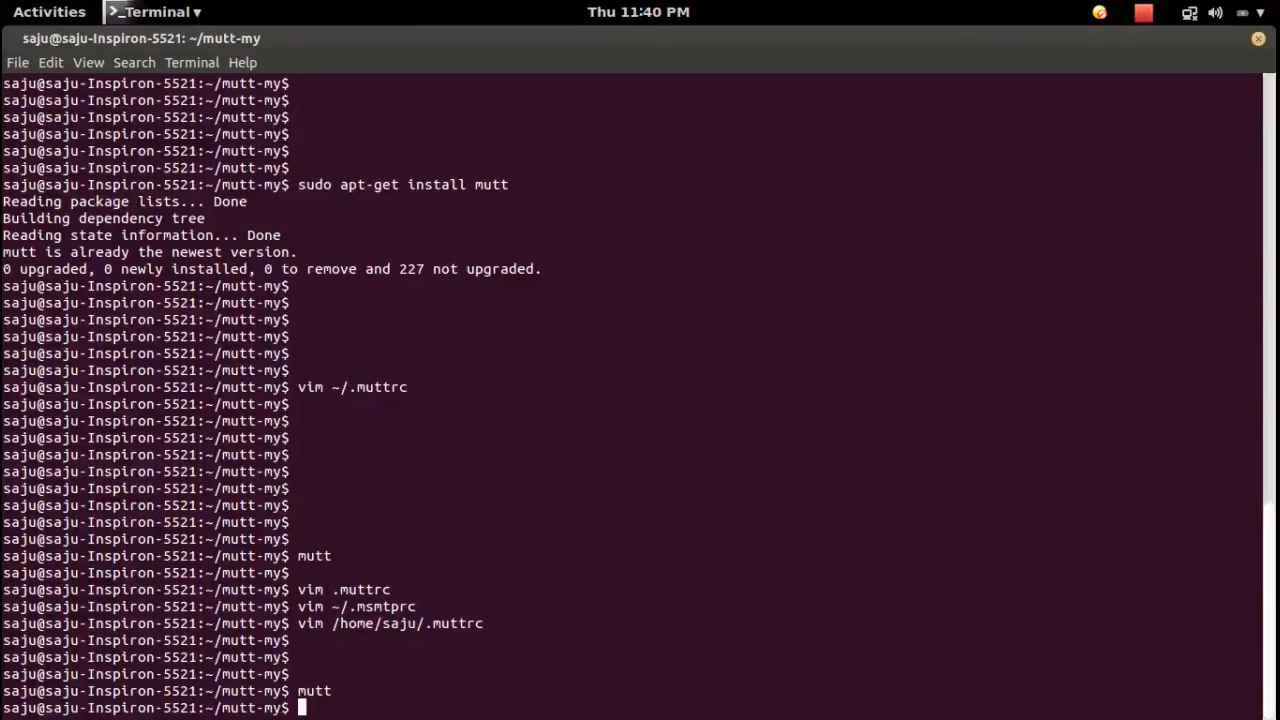 Activities
Terminal
Thu 11:40 PM
saju@saju-Inspiron-5521: ~/mutt-my
File Edit View Search Terminal Help
saju@saju-Inspiron-5521:~/mutt-my$
saju@saju-Inspiron-5521:~/mutt-my$
saju@saju-Inspiron-5521:~/mutt-my$
saju@saju-Inspiron-5521:~/mutt-my$
saju@saju-Inspiron-5521:~/mutt-my$
saju@saju-Inspiron-5521:~/mutt-my$
saju@saju-Inspiron-5521:~/mutt-my$ sudo apt-get install mutt
Reading package lists... Done
Building dependency tree
Reading state information... Done
mutt is already the newest version.
0 upgraded, 0 newly installed, 0 to remove and 227 not upgraded.
saju@saju-Inspiron-5521:~/mutt-my$
saju@saju-Inspiron-5521:~/mutt-my$
saju@saju-Inspiron-5521:~/mutt-my$
saju@saju-Inspiron-5521:~/mutt-my$
saju@saju-Inspiron-5521:~/mutt-my$
saju@saju-Inspiron-5521:~/mutt-my$
saju@saju-Inspiron-5521:~/mutt-my$ vim ~/.muttrc
saju@saju-Inspiron-5521:~/mutt-my$
saju@saju-Inspiron-5521:~/mutt-my$
saju@saju-Inspiron-5521:~/mutt-my$
saju@saju-Inspiron-5521:~/mutt-my$
saju@saju-Inspiron-5521:~/mutt-my$
saju@saju-Inspiron-5521:~/mutt-my$
saju@saju-Inspiron-5521:~/mutt-my$
saju@saju-Inspiron-5521:~/mutt-my$
saju@saju-Inspiron-5521:~/mutt-my$
saju@saju-Inspiron-5521:~/mutt-my$ mutt
saju@saju-Inspiron-5521:~/mutt-my$
saju@saju-Inspiron-5521:~/mutt-my$ vim .muttrc
saju@saju-Inspiron-5521:~/mutt-my$ vim ~/.msmtprc
saju@saju-Inspiron-5521:~/mutt-my$ vim /home/saju/.muttrc
saju@saju-Inspiron-5521:~/mutt-my$
saju@saju-Inspiron-5521:~/mutt-my$
saju@saju-Inspiron-5521:~/mutt-my$
saju@saju-Inspiron-5521:~/mutt-my$ mutt
saju@saju-Inspiron-5521:~/mutt-my$